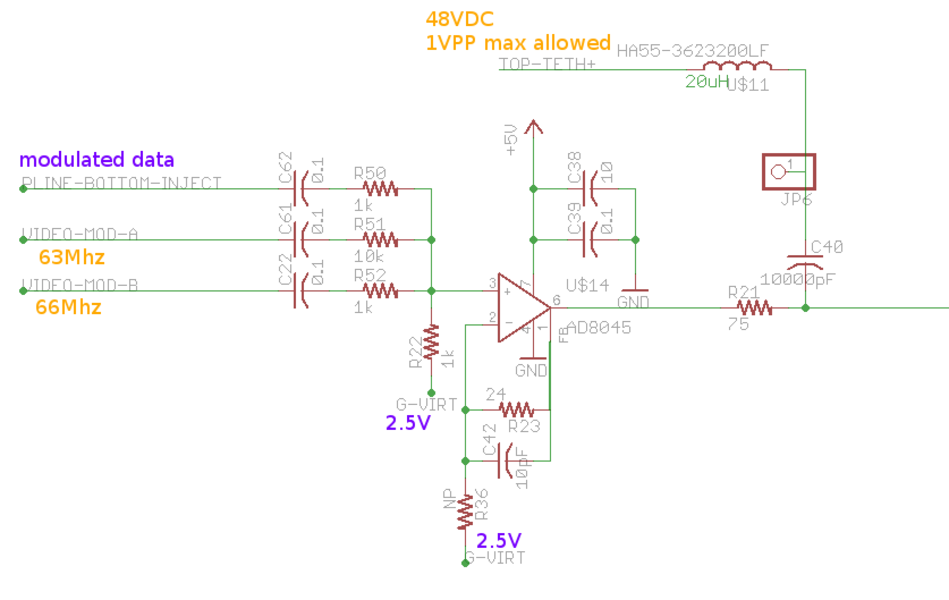 48VDC
1VPP max allowed
HA55-3623200LF
TOP-TETH+
20uH
U$11
+5V
C38
10
modulated data
C62
0.1
PLINE-BOTTOM-INJECT
R50
1k
1
JP6
C61
0.1
R51
10k
C39
0.1
VIDEO-MOD-A
63Mhz
C22
0.1
R52
1k
VIDEO-MOD-B
66Mhz
C40
10000pF
3
+
7
U$14
GND
6
R21
75
2
-
4
1
FB
AD8045
R22
1k
GND
G-VIRT
2.5V
24
R23
C42
10pF
NP
R36
2.5V
G-VIRT